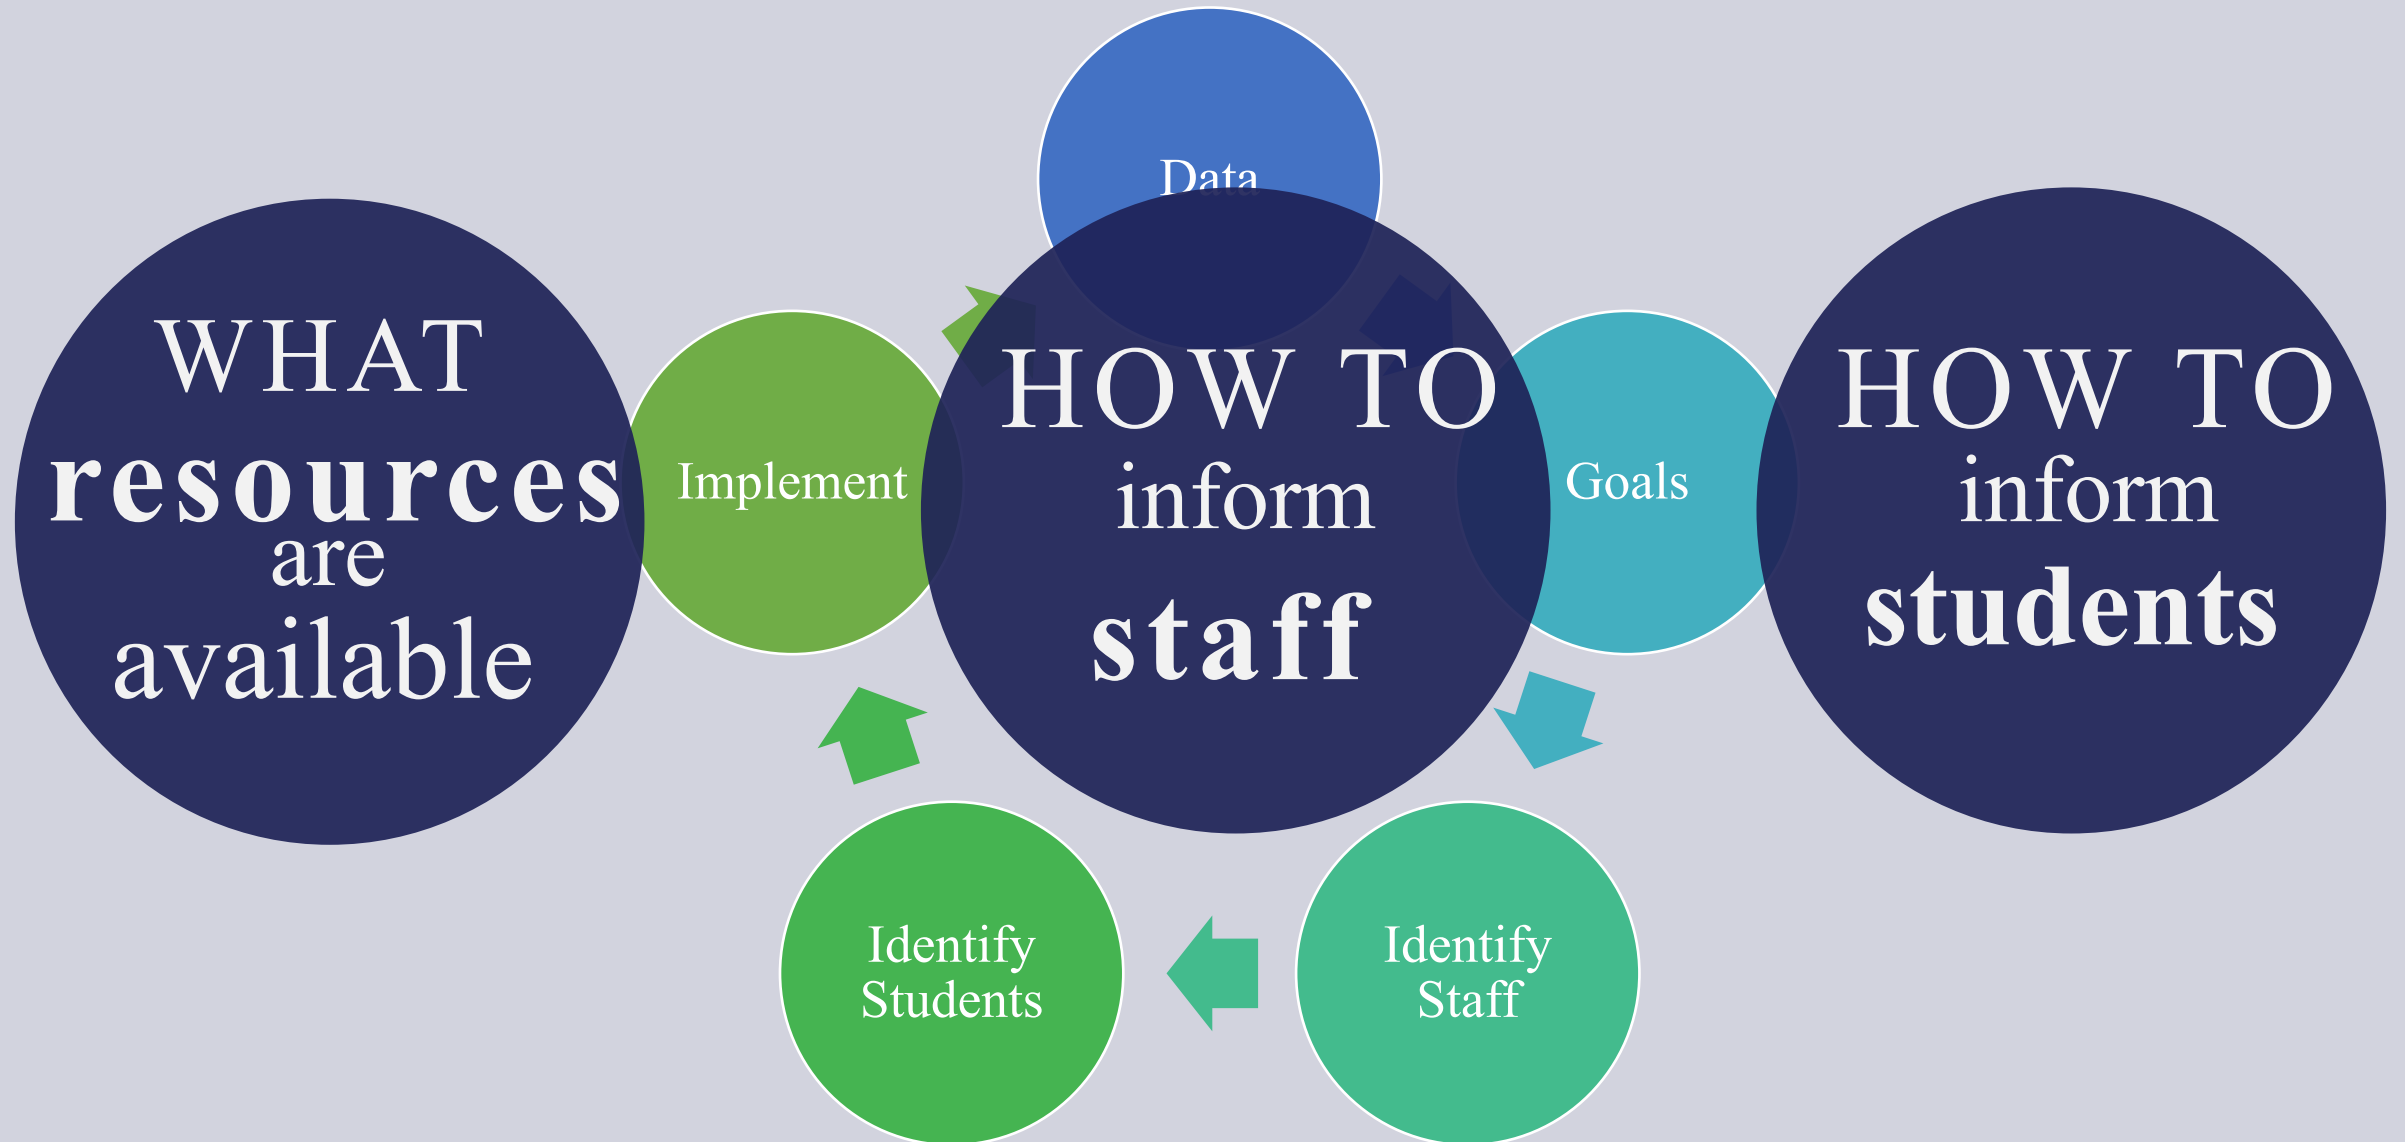 Data
WHAT
resources
are
available
Implement
HOW TO
inform
staff
Goals
HOW TO
inform
students
Identify
Students
Identify
Staff